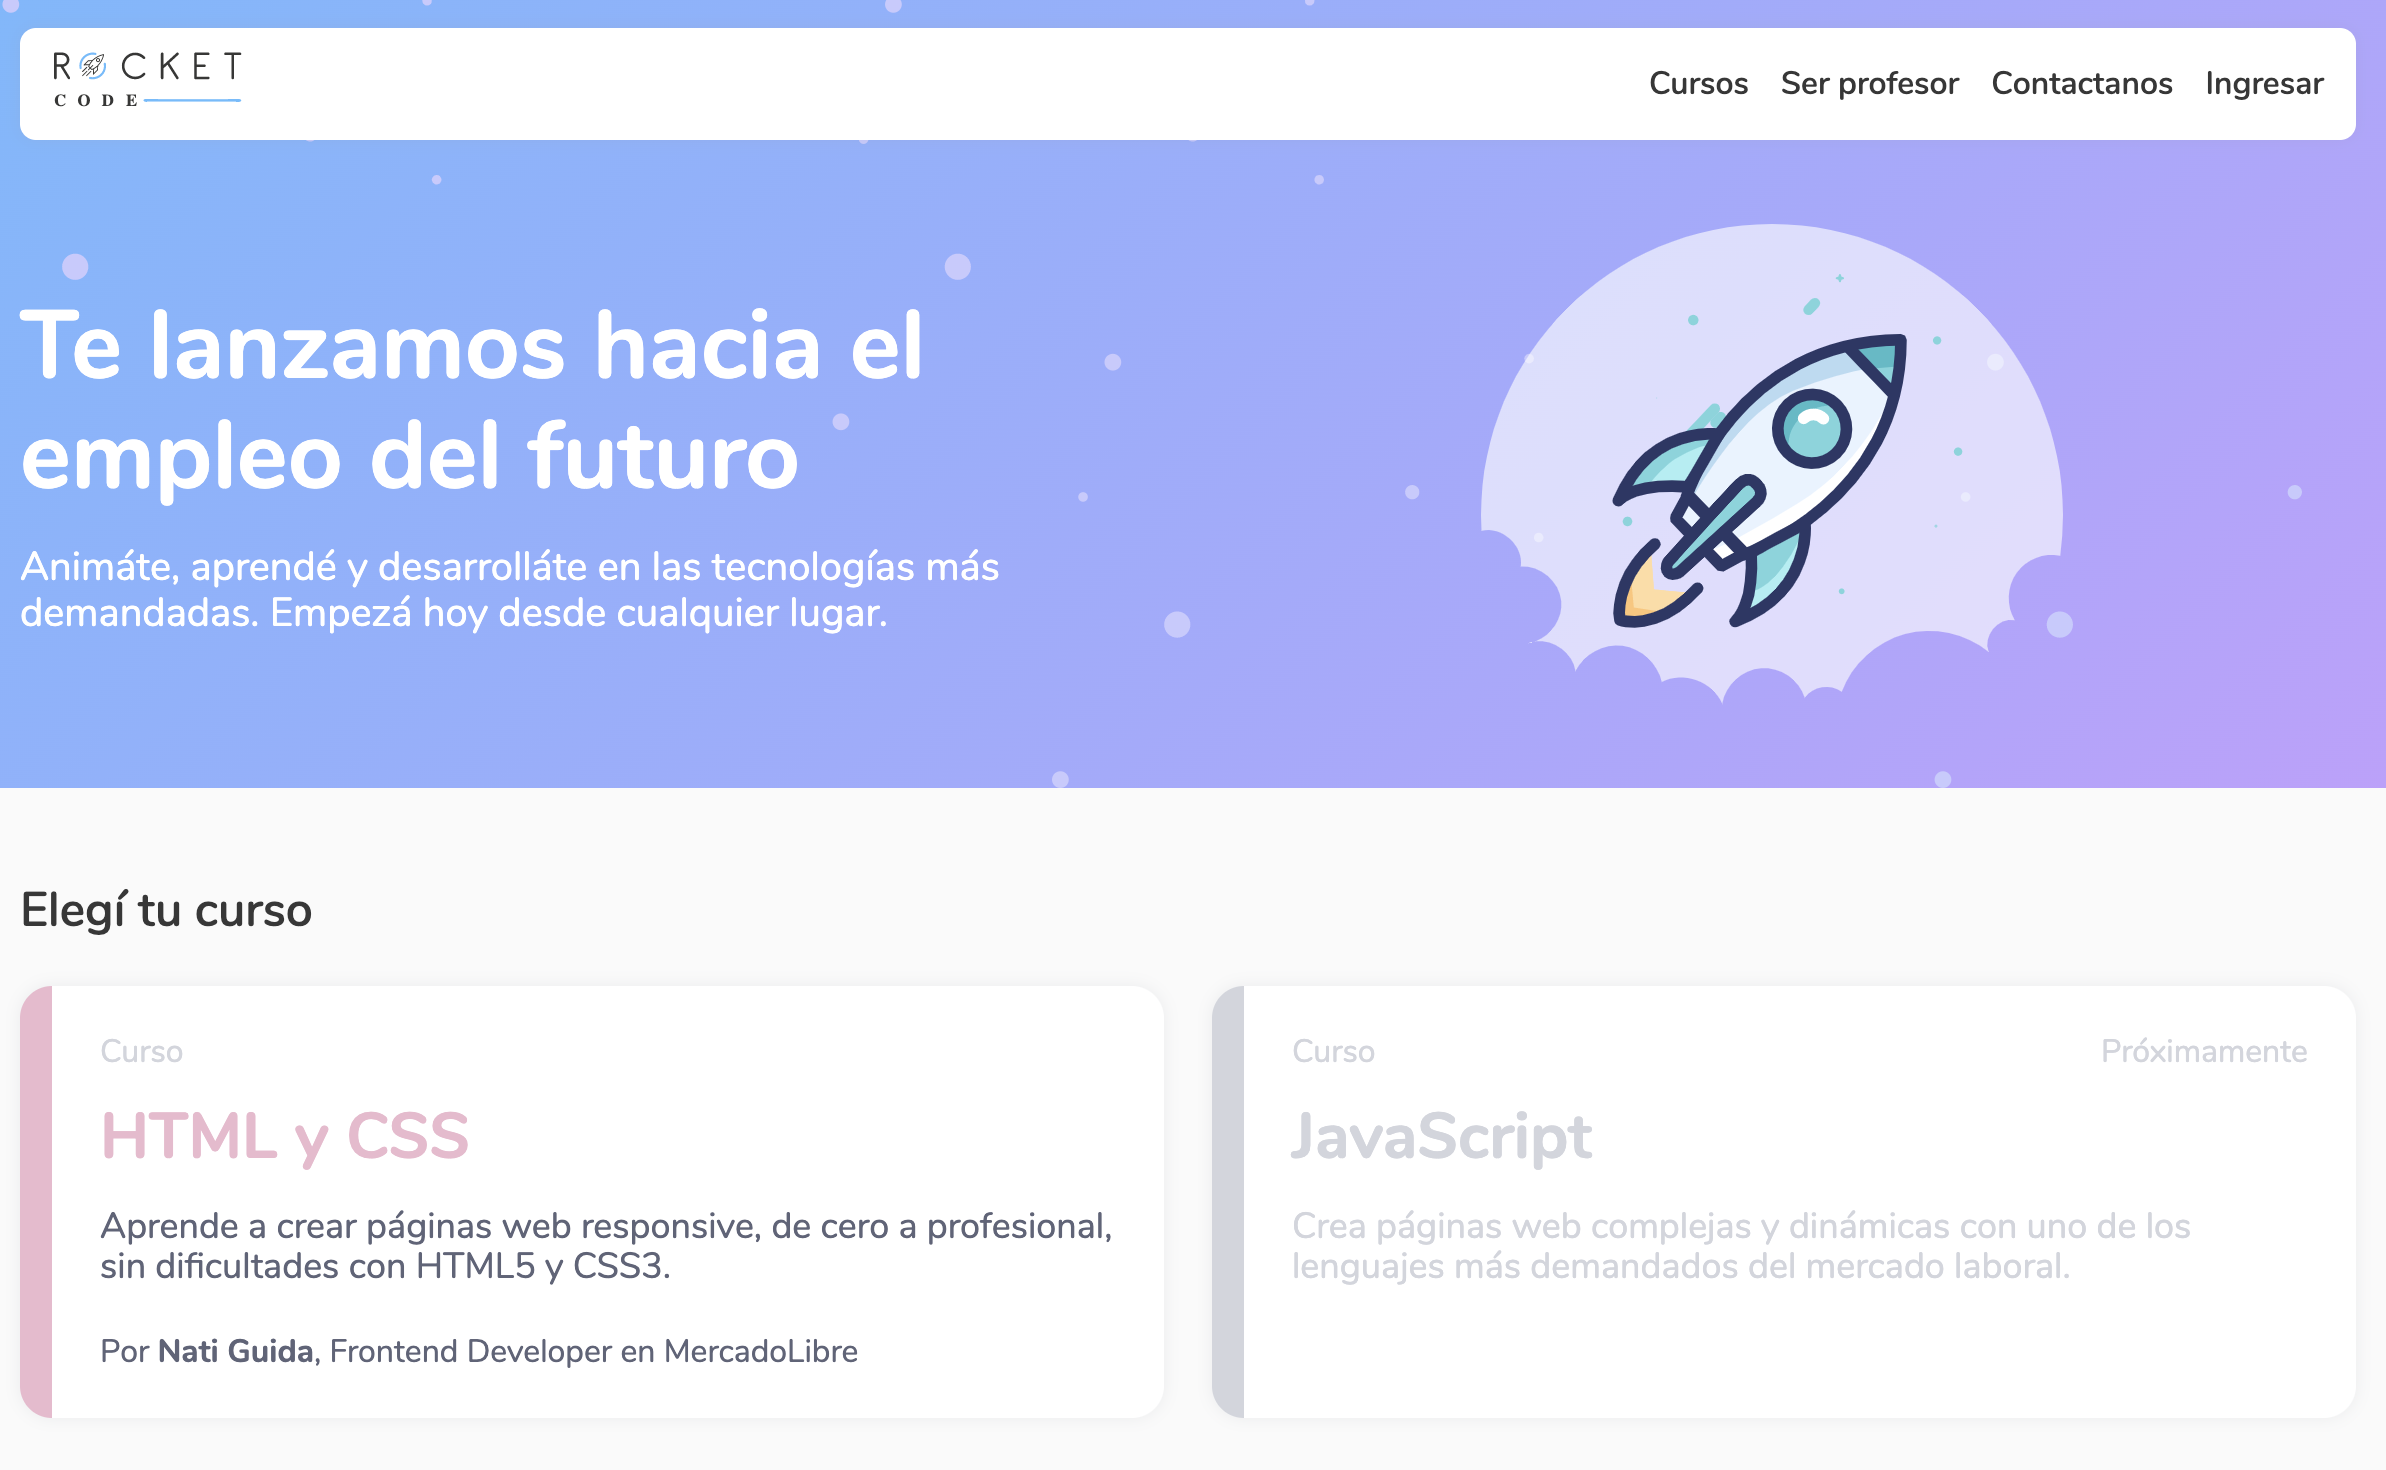 ROCKET
CODE
Cursos Ser profesor Contactanos Ingresar
Te lanzamos hacia el
empleo del futuro
Animáte, aprendé y desarrolláte en las tecnologías más
demandadas. Empezá hoy desde cualquier lugar.
Elegí tu curso
Curso
HTML y CSS
Aprende a crear páginas web responsive, de cero a profesional,
sin dificultades con HTML5 y CSS3.
Por Nati Guida, Frontend Developer en MercadoLibre
Curso Próximamente
JavaScript
Crea páginas web complejas y dinámicas con uno de los
lenguajes más demandados del mercado laboral.